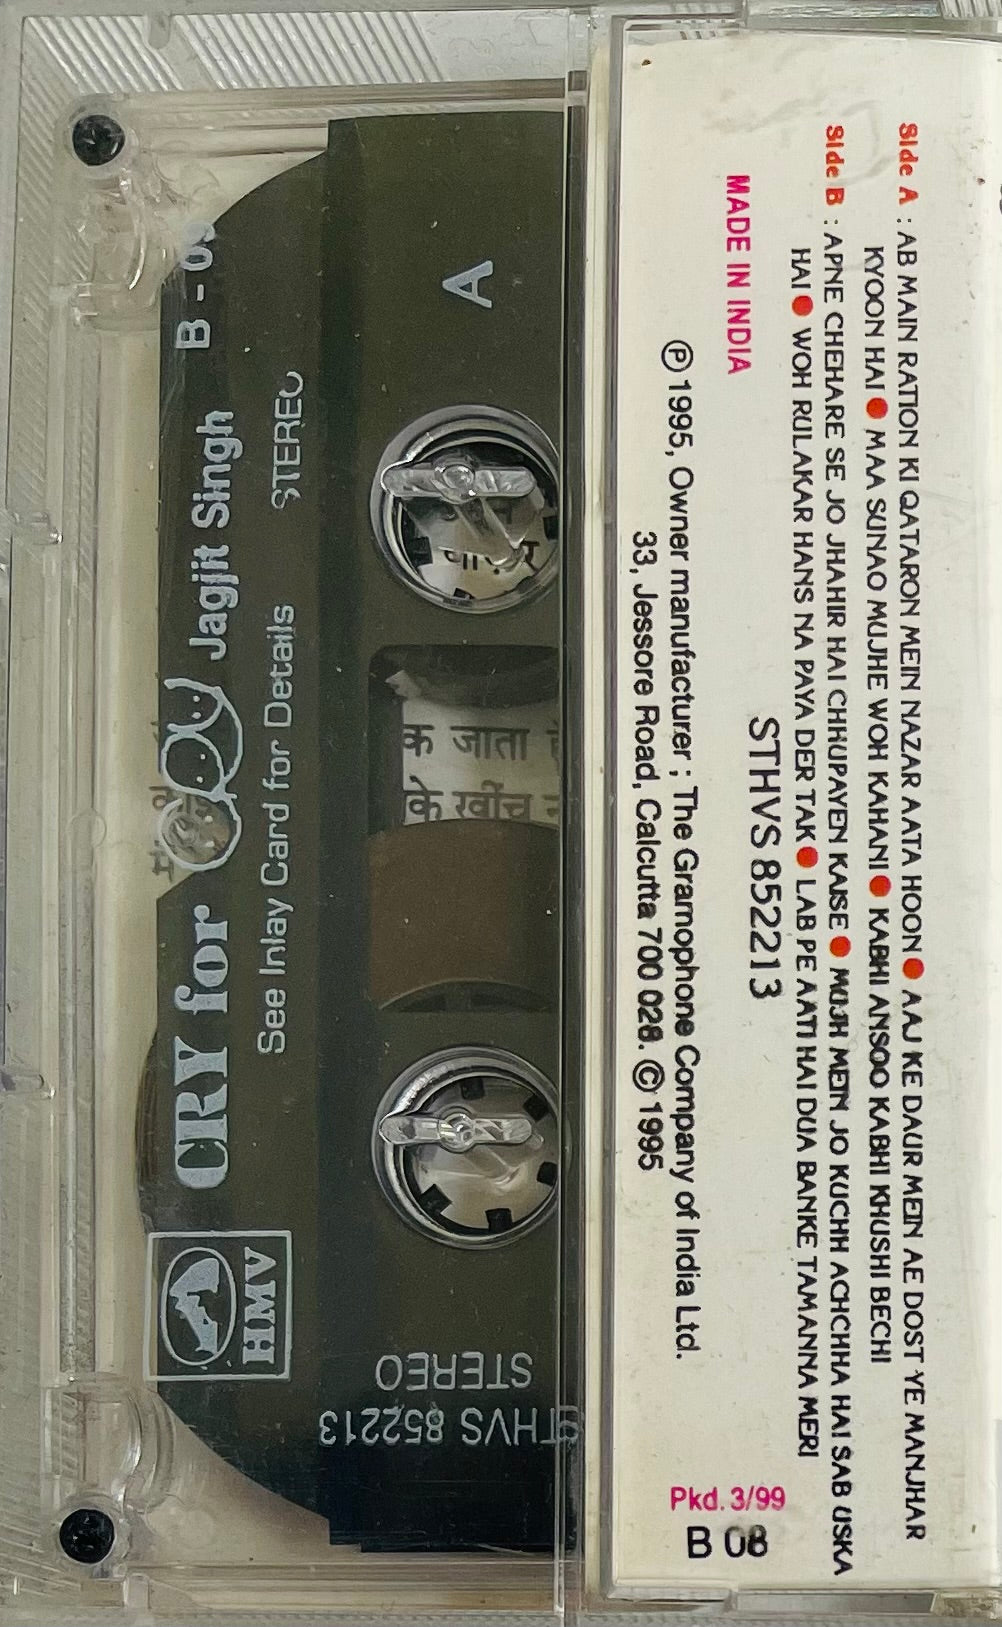 B - 0
A
STEREO
CRY for Jagjit Singh
See Inlay Card for Details
HMV
STEREO
STHVS 852213
क जाता
के खींच
Side A : AB MAIN RATION KI QATARON MEIN NAZAR AATA HOON ● AAJ KE DAUR MEIN AE DOST YE MANJHAR
KYOON HAI ● MAA SUNAO MUJHE WOH KAHANI ● KABHI ANSOO KABHI KHUSHI BECHI
Side B : APNE CHEHARE SE JO JHAHIR HAI CHHUPAYEN KAISE ● MUJH MEIN JO KUCHH ACHCHHA HAI SAB USKA
HAI ● WOH RULAKAR HANS NA PAYA DER TAK ● LAB PE AATI HAI DUA BANKE TAMANNA MERI
MADE IN INDIA
STHVS 852213
Ⓟ 1995, Owner manufacturer ; The Gramophone Company of India Ltd.
33, Jessore Road, Calcutta 700 028. © 1995
Pkd. 3/99
B 08